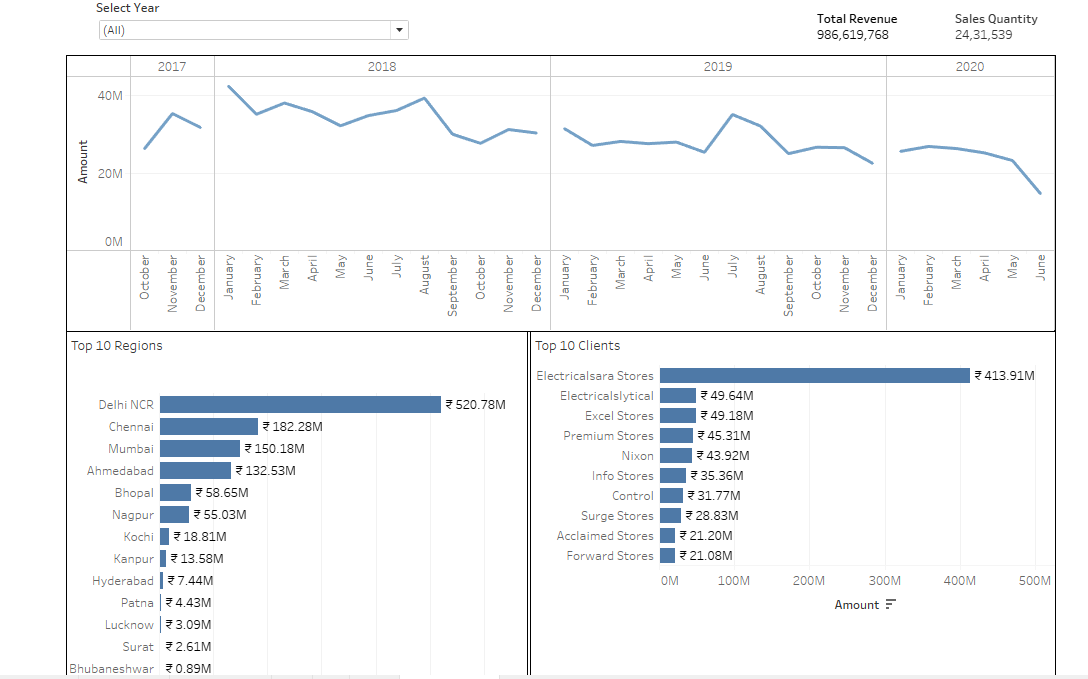 Select Year
(All)
Total Revenue
986,619,768
Sales Quantity
24,31,539
2017
2018
2019
2020
Amount
40M
20M
0M
October
November
December
January
February
March
April
May
June
July
August
September
October
November
December
January
February
March
April
May
June
July
August
September
October
November
December
January
February
March
April
May
June
Top 10 Regions
Delhi NCR ₹ 520.78M
Chennai ₹ 182.28M
Mumbai ₹ 150.18M
Ahmedabad ₹ 132.53M
Bhopal ₹ 58.65M
Nagpur ₹ 55.03M
Kochi ₹ 18.81M
Kanpur ₹ 13.58M
Hyderabad ₹ 7.44M
Patna ₹ 4.43M
Lucknow ₹ 3.09M
Surat ₹ 2.61M
Bhubaneshwar ₹ 0.89M
Top 10 Clients
Electricalsara Stores ₹ 413.91M
Electricalslytical ₹ 49.64M
Excel Stores ₹ 49.18M
Premium Stores ₹ 45.31M
Nixon ₹ 43.92M
Info Stores ₹ 35.36M
Control ₹ 31.77M
Surge Stores ₹ 28.83M
Acclaimed Stores ₹ 21.20M
Forward Stores ₹ 21.08M
0M 100M 200M 300M 400M 500M
Amount